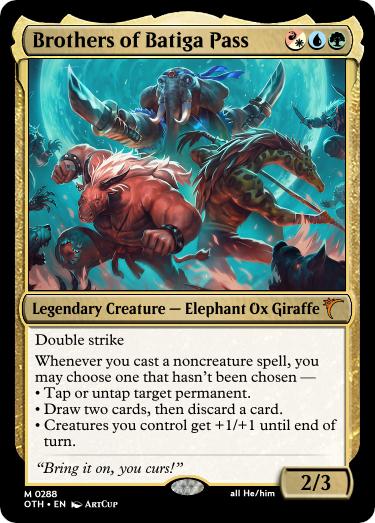 Brothers of Batiga Pass
Legendary Creature — Elephant Ox Giraffe
Double strike
Whenever you cast a noncreature spell, you
may choose one that hasn't been chosen —
• Tap or untap target permanent.
• Draw two cards, then discard a card.
• Creatures you control get +1/+1 until end of
turn.
"Bring it on, you curs!"
2/3
M 0288
OTH • EN ArtCup
all He/him